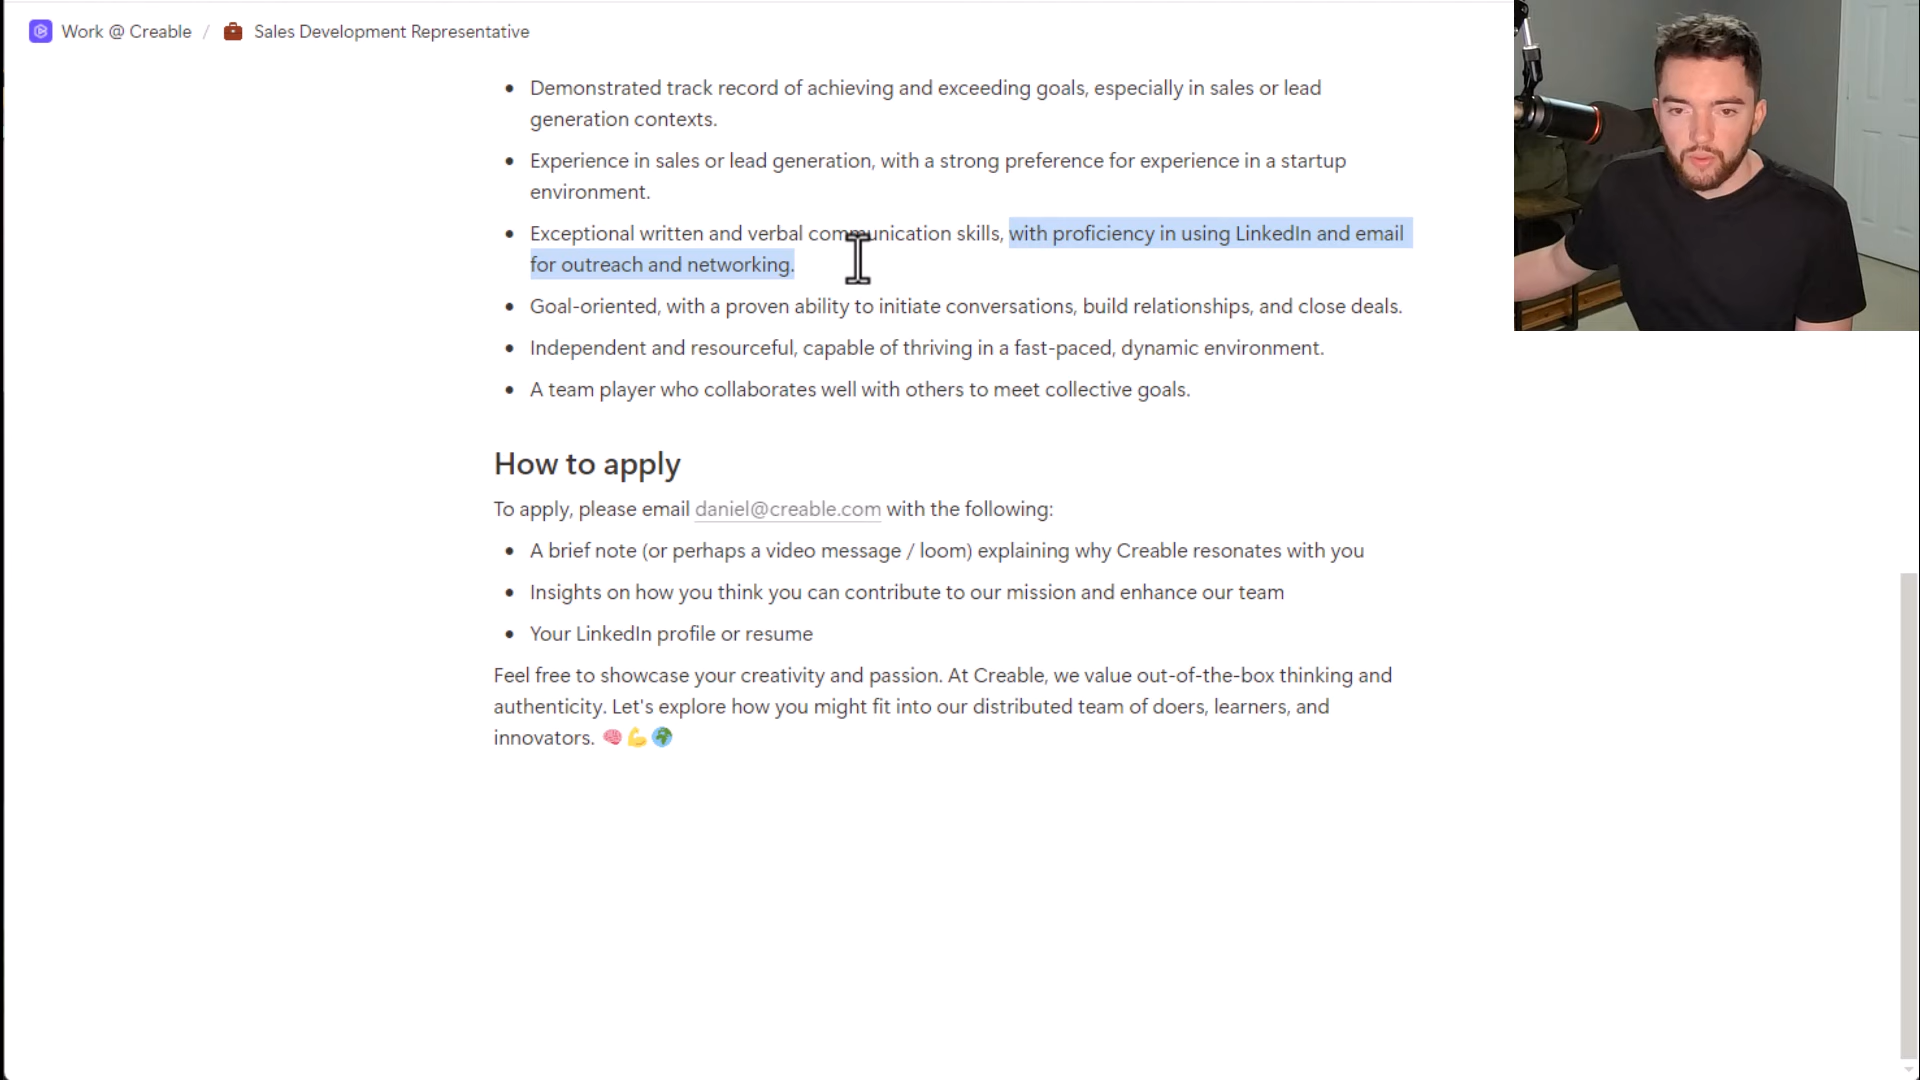 Work @ Creable / Sales Development Representative
• Demonstrated track record of achieving and exceeding goals, especially in sales or lead
generation contexts.
• Experience in sales or lead generation, with a strong preference for experience in a startup
environment.
• Exceptional written and verbal communication skills, with proficiency in using LinkedIn and email
for outreach and networking.
• Goal-oriented, with a proven ability to initiate conversations, build relationships, and close deals.
• Independent and resourceful, capable of thriving in a fast-paced, dynamic environment.
• A team player who collaborates well with others to meet collective goals.
How to apply
To apply, please email daniel@creable.com with the following:
• A brief note (or perhaps a video message / loom) explaining why Creable resonates with you
• Insights on how you think you can contribute to our mission and enhance our team
• Your LinkedIn profile or resume
Feel free to showcase your creativity and passion. At Creable, we value out-of-the-box thinking and
authenticity. Let's explore how you might fit into our distributed team of doers, learners, and
innovators. 🧠💪🌍